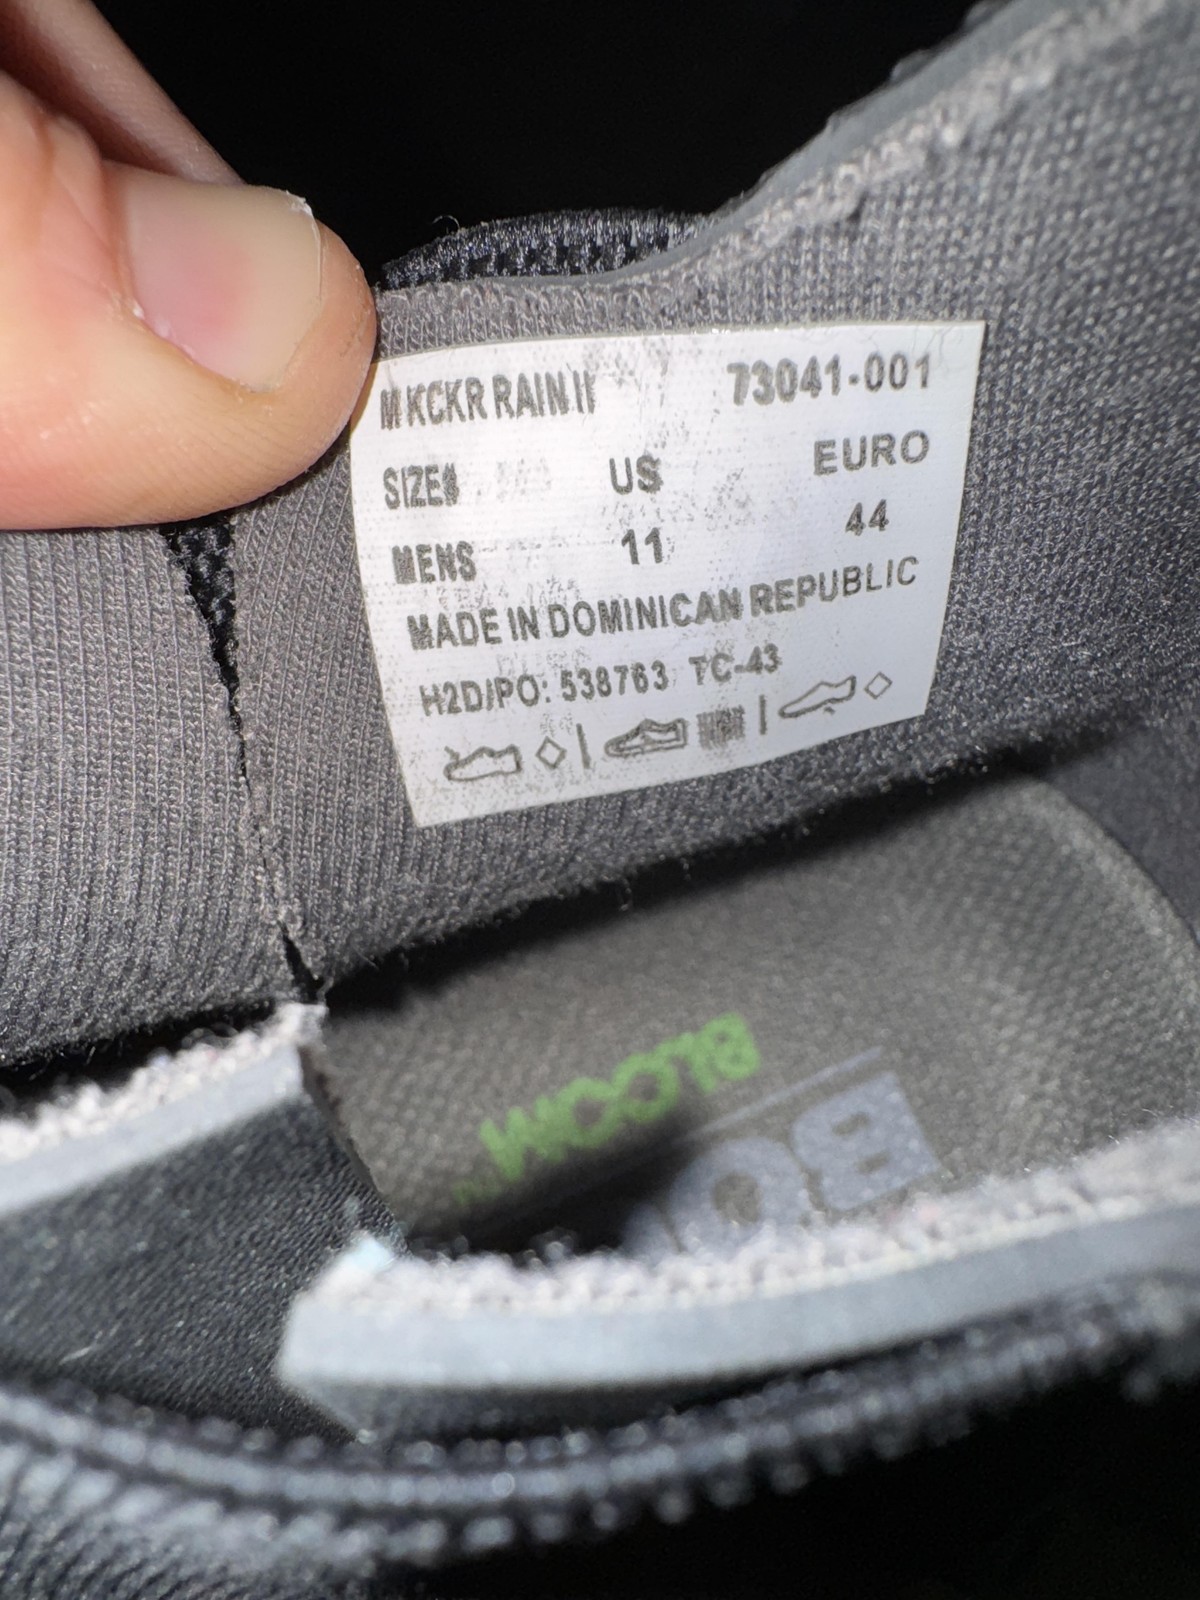 M KCKR RAIN II 73041-001
SIZES US EURO
MENS 11 44
MADE IN DOMINICAN REPUBLIC
H2D/PO: 538763 TC-43
BLOOM
BO